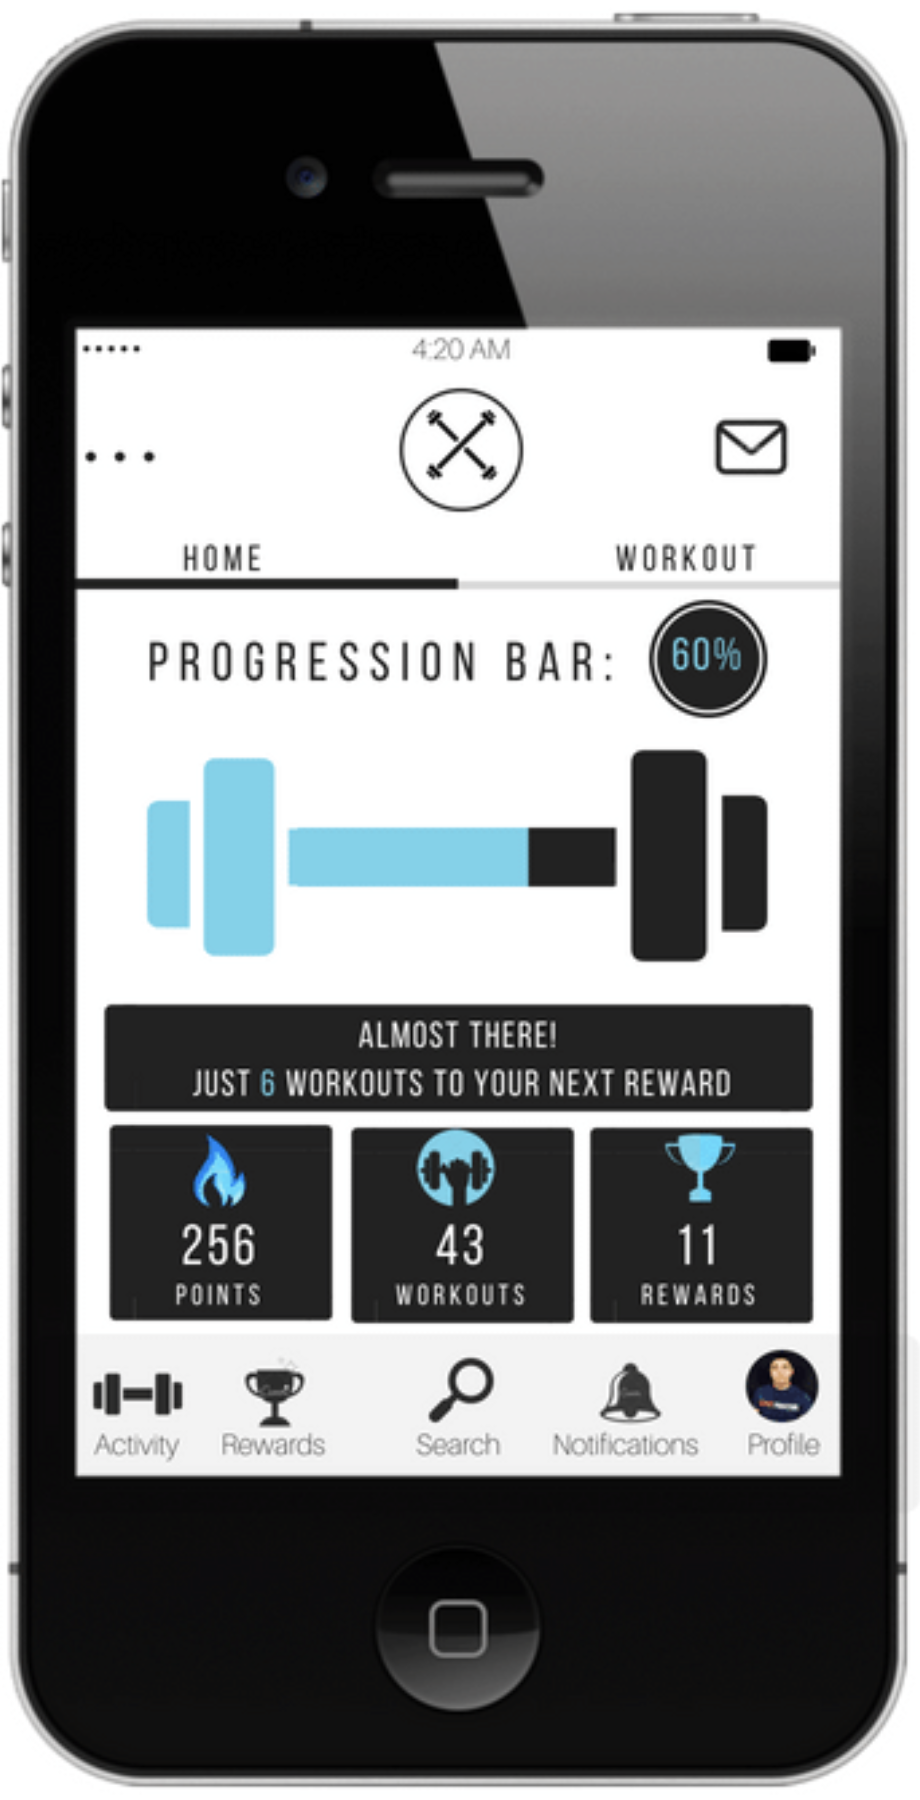 4:20 AM
HOME
WORKOUT
PROGRESSION BAR:
60%
ALMOST THERE!
JUST 6 WORKOUTS TO YOUR NEXT REWARD
256
POINTS
43
WORKOUTS
11
REWARDS
Activity
Rewards
Search
Notifications
Profile